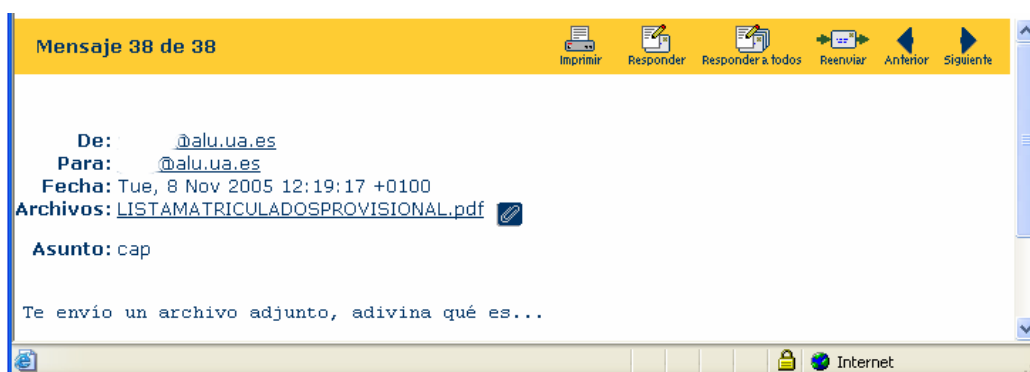 Mensaje 38 de 38
Imprimir Responder Responder a todos Reenviar Anterior Siguiente
De: @alu.ua.es
Para: @alu.ua.es
Fecha: Tue, 8 Nov 2005 12:19:17 +0100
Archivos: LISTAMATRICULADOSPROVISIONAL.pdf
Asunto: cap
Te envío un archivo adjunto, adivina qué es...
Internet